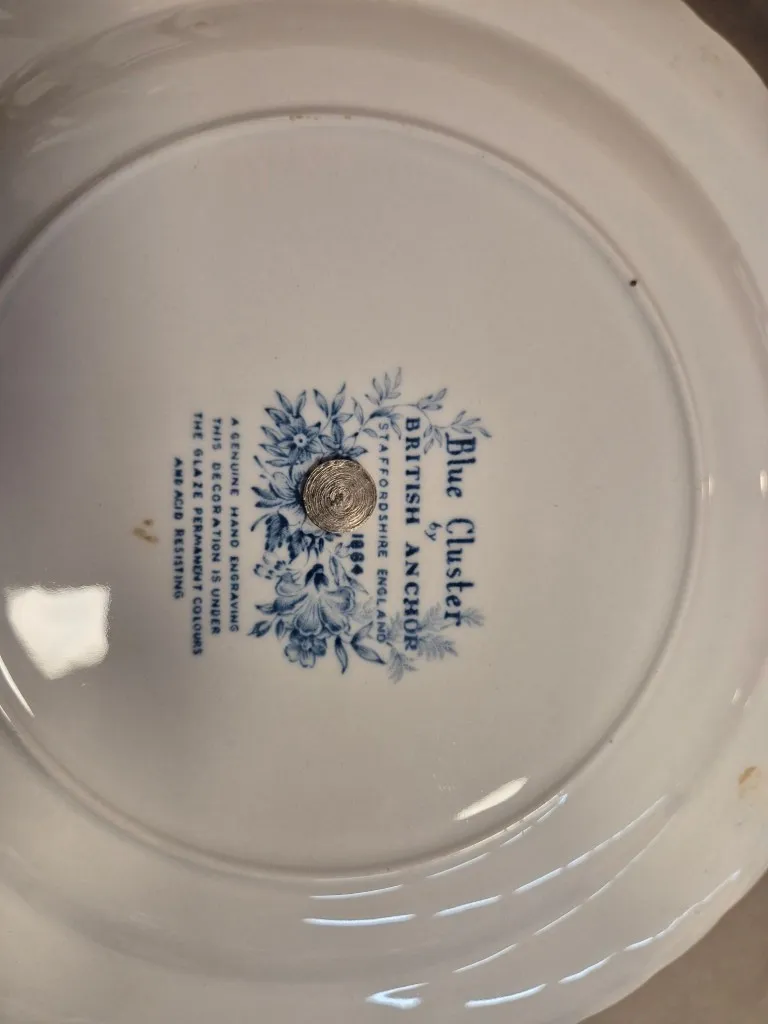 Blue Cluster
by
BRITISH ANCHOR
STAFFORDSHIRE ENGLAND
1884
A GENUINE HAND ENGRAVING
THIS DECORATION IS UNDER
THE GLAZE PERMANENT COLOURS
AND ACID RESISTING